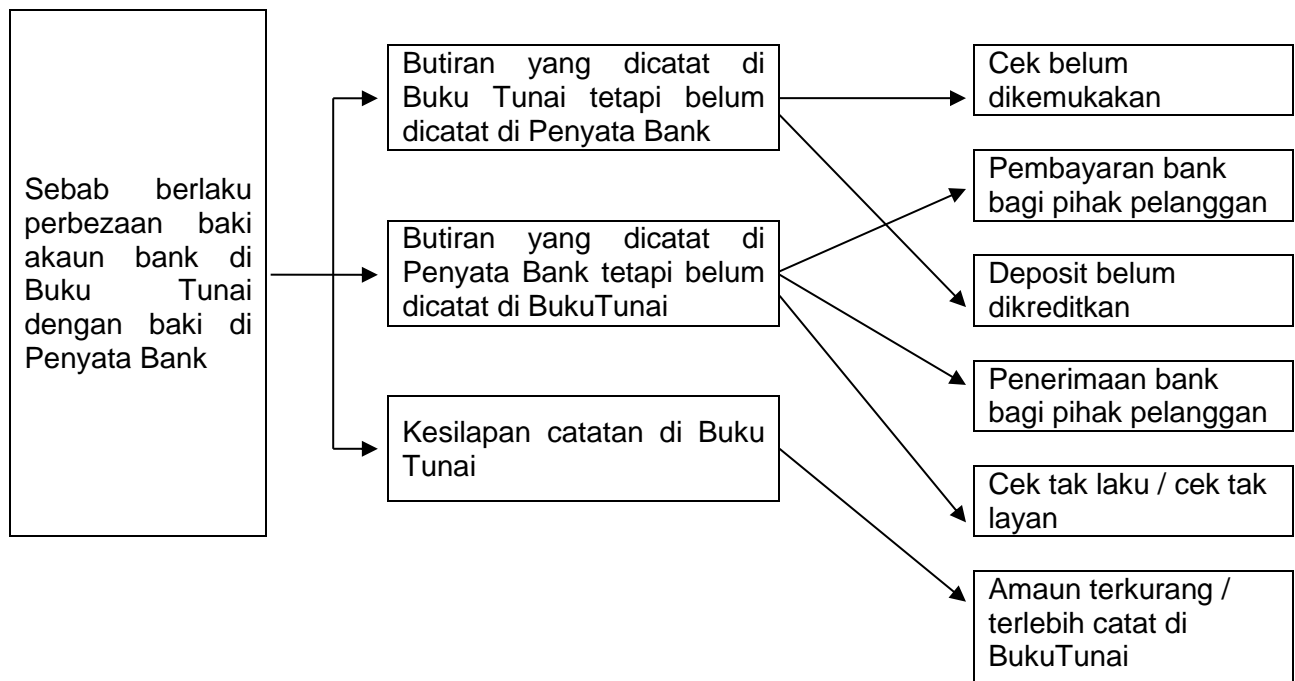 Sebab berlaku
perbezaan baki
akaun bank di
Buku Tunai
dengan baki di
Penyata Bank
Butiran yang dicatat di
Buku Tunai tetapi belum
dicatat di Penyata Bank
Butiran yang dicatat di
Penyata Bank tetapi belum
dicatat di BukuTunai
Kesilapan catatan di Buku
Tunai
Cek belum
dikemukakan
Pembayaran bank
bagi pihak pelanggan
Deposit belum
dikreditkan
Penerimaan bank
bagi pihak pelanggan
Cek tak laku / cek tak
layan
Amaun terkurang /
terlebih catat di
BukuTunai